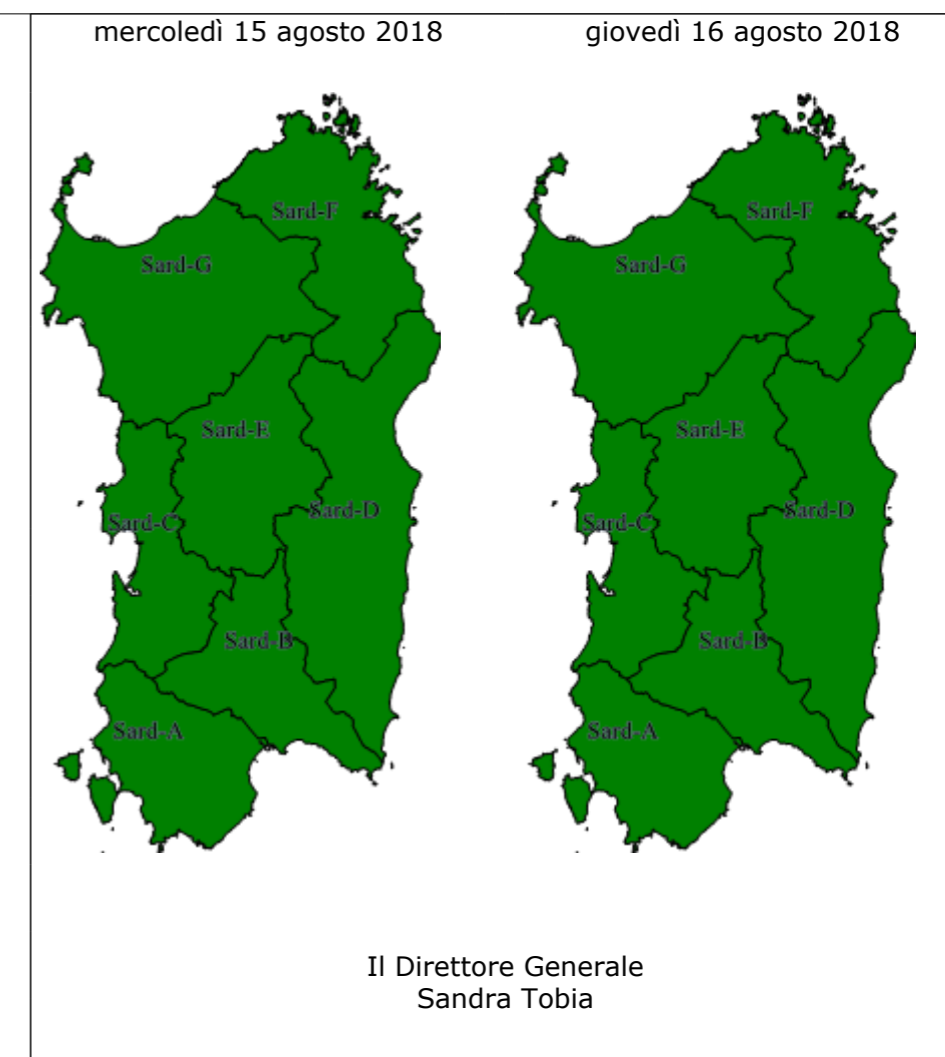 mercoledì 15 agosto 2018
giovedì 16 agosto 2018
Sard-F
Sard-G
Sard-E
Sard-D
Sard-C
Sard-B
Sard-A
Sard-F
Sard-G
Sard-E
Sard-D
Sard-C
Sard-B
Sard-A
Il Direttore Generale
Sandra Tobia